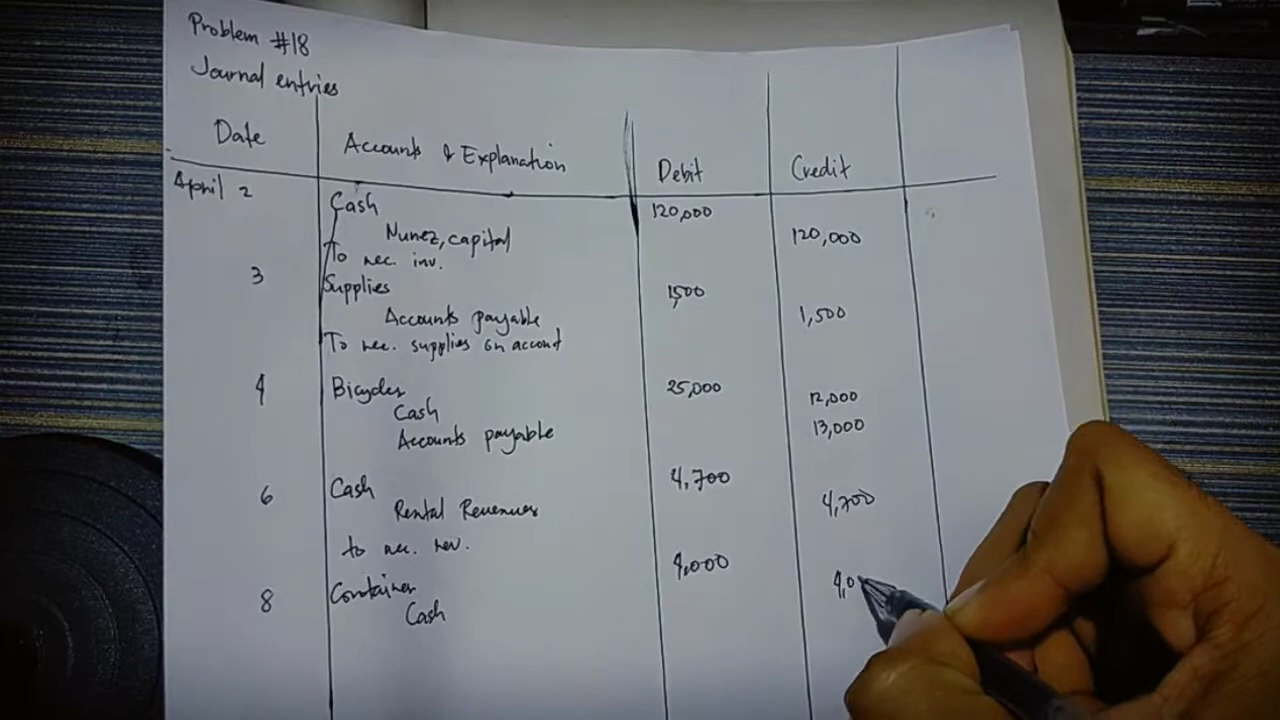 Problem #18
Journal entries
Date Accounts & Explanation Debit Credit
April 2 Cash 120,000
Nunez, capital 120,000
To rec. inv.
3 Supplies 1,500
Accounts payable 1,500
To rec. supplies on account
4 Bicycles 25,000
Cash 12,000
Accounts payable 13,000
6 Cash 4,700
Rental Revenues 4,700
to rec. rev.
8 Container 4,000
Cash 4,0